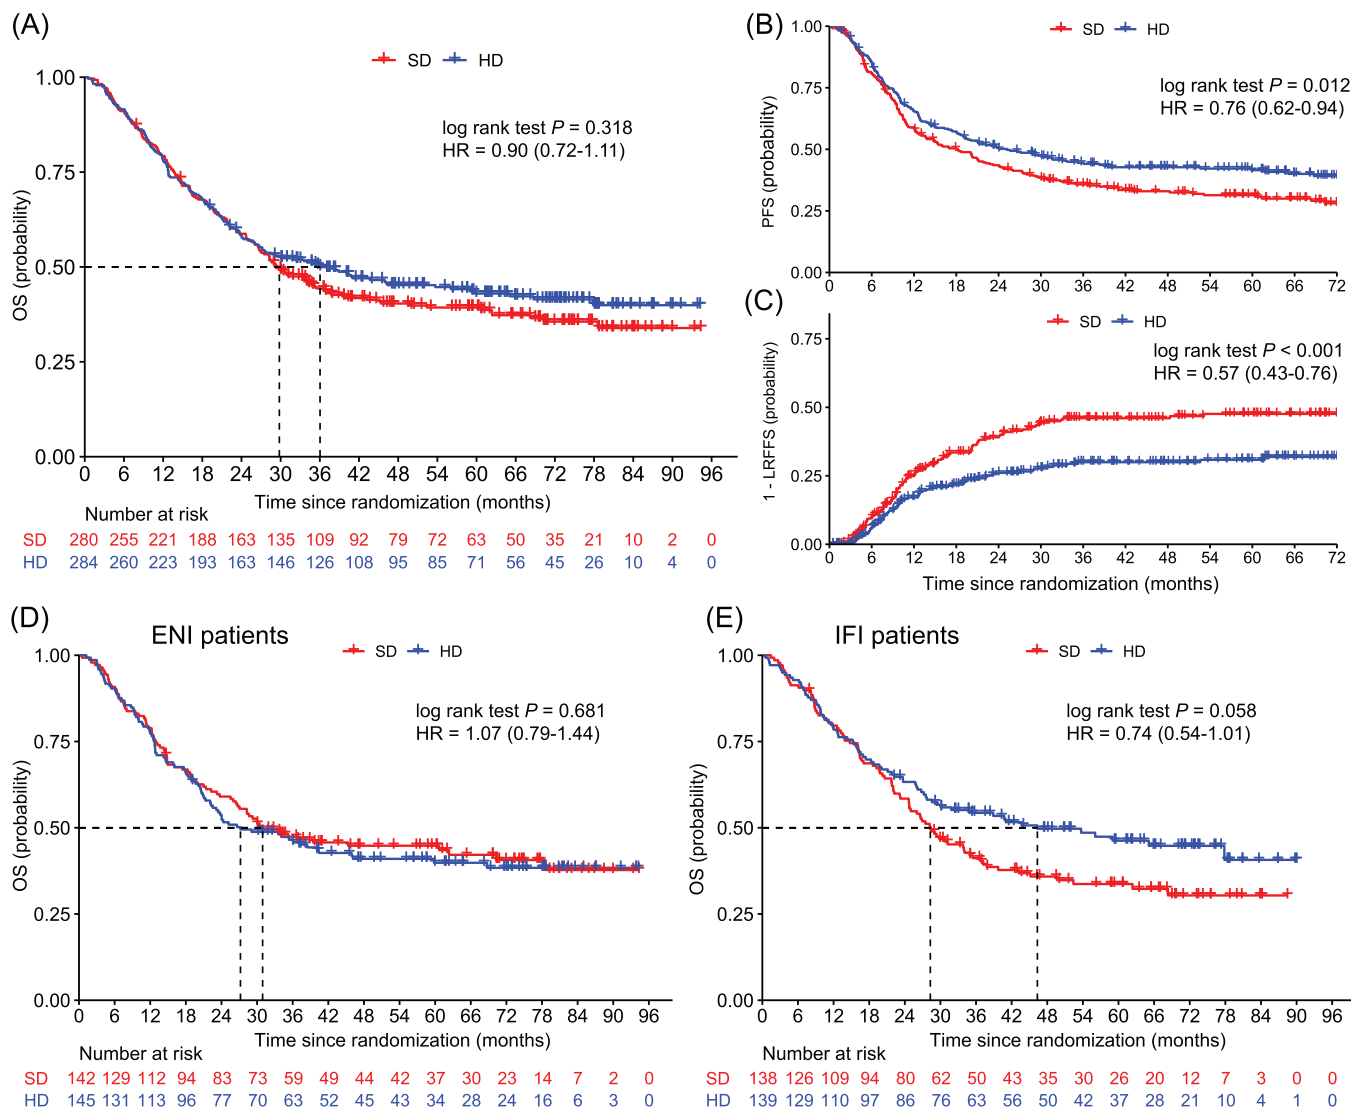 (A)
SD HD
log rank test P = 0.318
HR = 0.90 (0.72-1.11)
OS (probability)
1.00
0.75
0.50
0.25
0.00
0 6 12 18 24 30 36 42 48 54 60 66 72 78 84 90 96
Time since randomization (months)
Number at risk
SD 280 255 221 188 163 135 109 92 79 72 63 50 35 21 10 2 0
HD 284 260 223 193 163 146 126 108 95 85 71 56 45 26 10 4 0
(B)
SD HD
log rank test P = 0.012
HR = 0.76 (0.62-0.94)
PFS (probability)
1.00
0.75
0.50
0.25
0.00
0 6 12 18 24 30 36 42 48 54 60 66 72
(C)
SD HD
log rank test P < 0.001
HR = 0.57 (0.43-0.76)
1 - LRFFS (probability)
0.75
0.50
0.25
0.00
0 6 12 18 24 30 36 42 48 54 60 66 72
Time since randomization (months)
(D)
ENI patients
SD HD
log rank test P = 0.681
HR = 1.07 (0.79-1.44)
OS (probability)
1.00
0.75
0.50
0.25
0.00
0 6 12 18 24 30 36 42 48 54 60 66 72 78 84 90 96
Time since randomization (months)
Number at risk
SD 142 129 112 94 83 73 59 49 44 42 37 30 23 14 7 2 0
HD 145 131 113 96 77 70 63 52 45 43 34 28 24 16 6 3 0
(E)
IFI patients
SD HD
log rank test P = 0.058
HR = 0.74 (0.54-1.01)
OS (probability)
1.00
0.75
0.50
0.25
0.00
0 6 12 18 24 30 36 42 48 54 60 66 72 78 84 90 96
Time since randomization (months)
Number at risk
SD 138 126 109 94 80 62 50 43 35 30 26 20 12 7 3 0 0
HD 139 129 110 97 86 76 63 56 50 42 37 28 21 10 4 1 0